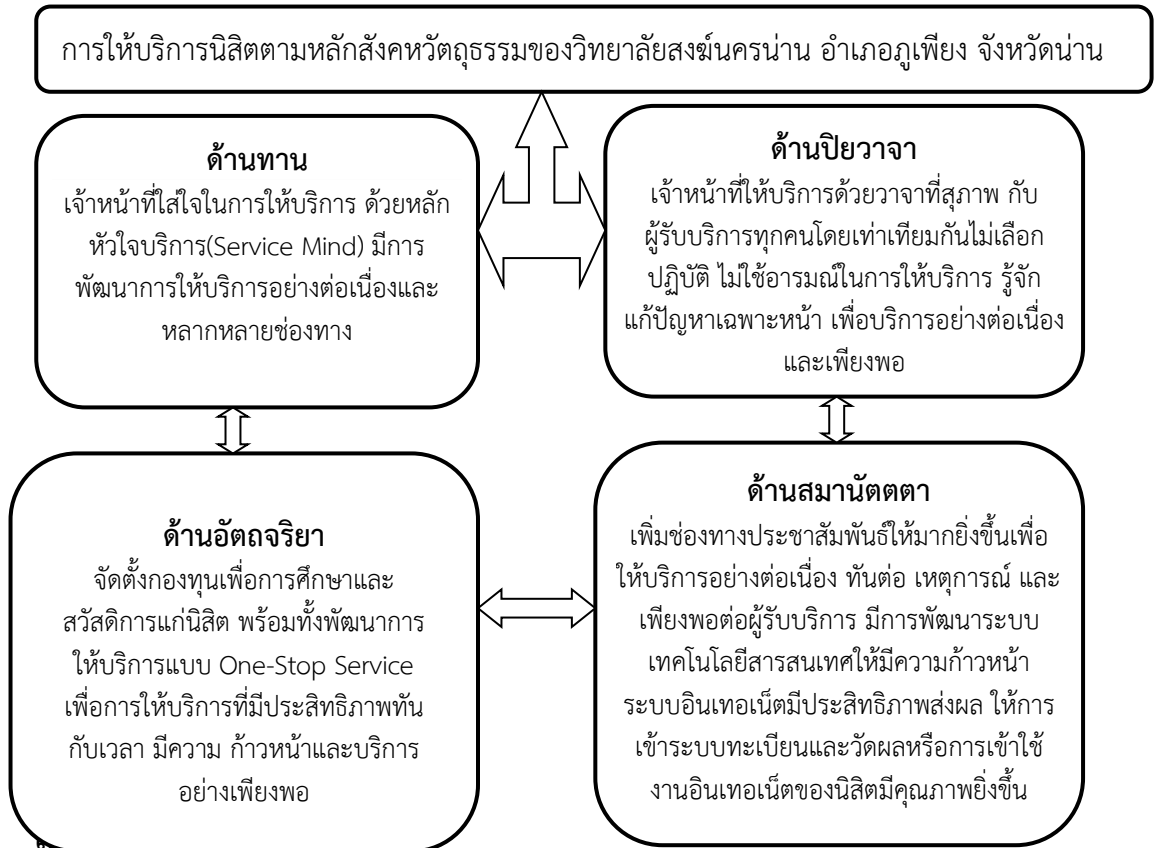 การให้บริการนิสิตตามหลักสังคหวัตถุธรรมของวิทยาลัยสงฆ์นครน่าน อำเภอภูเพียง จังหวัดน่าน
ด้านทาน
เจ้าหน้าที่ใส่ใจในการให้บริการ ด้วยหลัก
หัวใจบริการ(Service Mind) มีการ
พัฒนาการให้บริการอย่างต่อเนื่องและ
หลากหลายช่องทาง
ด้านปิยวาจา
เจ้าหน้าที่ให้บริการด้วยวาจาที่สุภาพ กับ
ผู้รับบริการทุกคนโดยเท่าเทียมกันไม่เลือก
ปฏิบัติ ไม่ใช้อารมณ์ในการให้บริการ รู้จัก
แก้ปัญหาเฉพาะหน้า เพื่อบริการอย่างต่อเนื่อง
และเพียงพอ
ด้านอัตถจริยา
จัดตั้งกองทุนเพื่อการศึกษาและ
สวัสดิการแก่นิสิต พร้อมทั้งพัฒนาการ
ให้บริการแบบ One-Stop Service
เพื่อการให้บริการที่มีประสิทธิภาพทัน
กับเวลา มีความ ก้าวหน้าและบริการ
อย่างเพียงพอ
ด้านสมานัตตตา
เพิ่มช่องทางประชาสัมพันธ์ให้มากยิ่งขึ้นเพื่อ
ให้บริการอย่างต่อเนื่อง ทันต่อ เหตุการณ์ และ
เพียงพอต่อผู้รับบริการ มีการพัฒนาระบบ
เทคโนโลยีสารสนเทศให้มีความก้าวหน้า
ระบบอินเทอเน็ตมีประสิทธิภาพส่งผล ให้การ
เข้าระบบทะเบียนและวัดผลหรือการเข้าใช้
งานอินเทอเน็ตของนิสิตมีคุณภาพยิ่งขึ้น